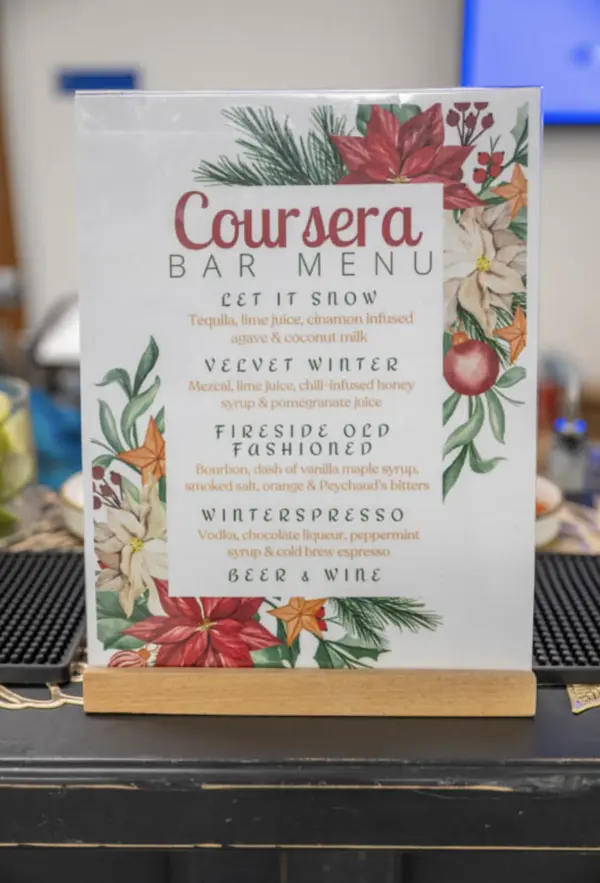 Coursera
BAR MENU
LET IT SNOW
Tequila, lime juice, cinamon infused
agave & coconut milk
VELVET WINTER
Mezcal, lime juice, chili-infused honey
syrup & pomegranate juice
FIRESIDE OLD
FASHIONED
Bourbon, dash of vanilla maple syrup,
smoked salt, orange & Peychaud's bitters
WINTERSPRESSO
Vodka, chocolate liqueur, peppermint
syrup & cold brew espresso
BEER & WINE